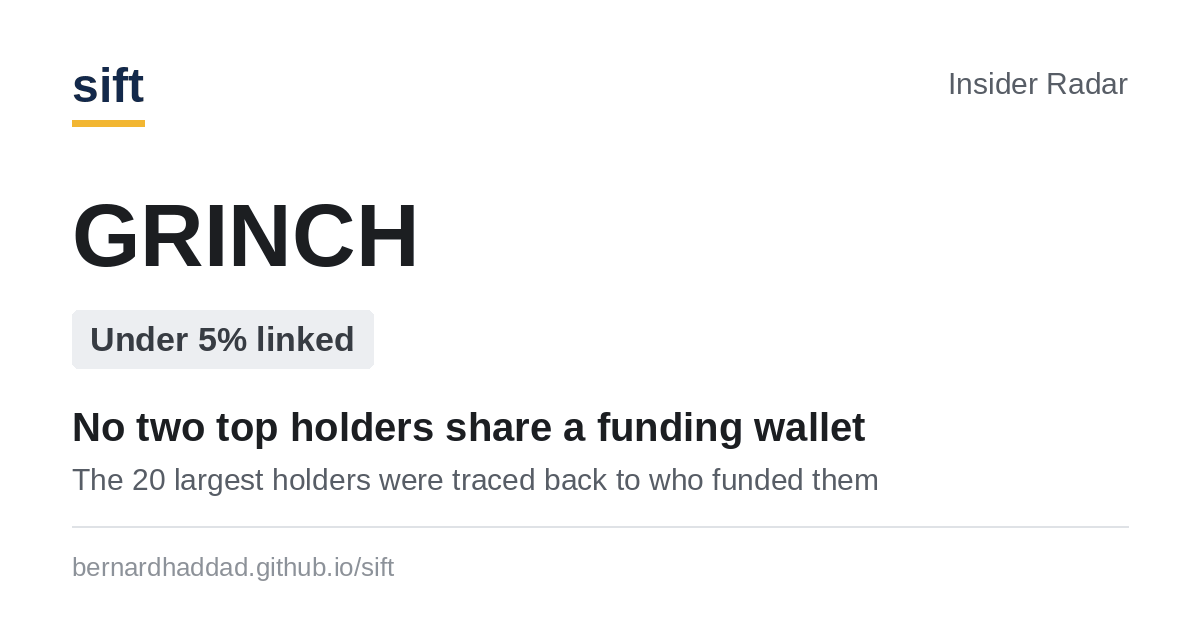 sift
Insider Radar
GRINCH
Under 5% linked
No two top holders share a funding wallet
The 20 largest holders were traced back to who funded them
bernardhaddad.github.io/sift